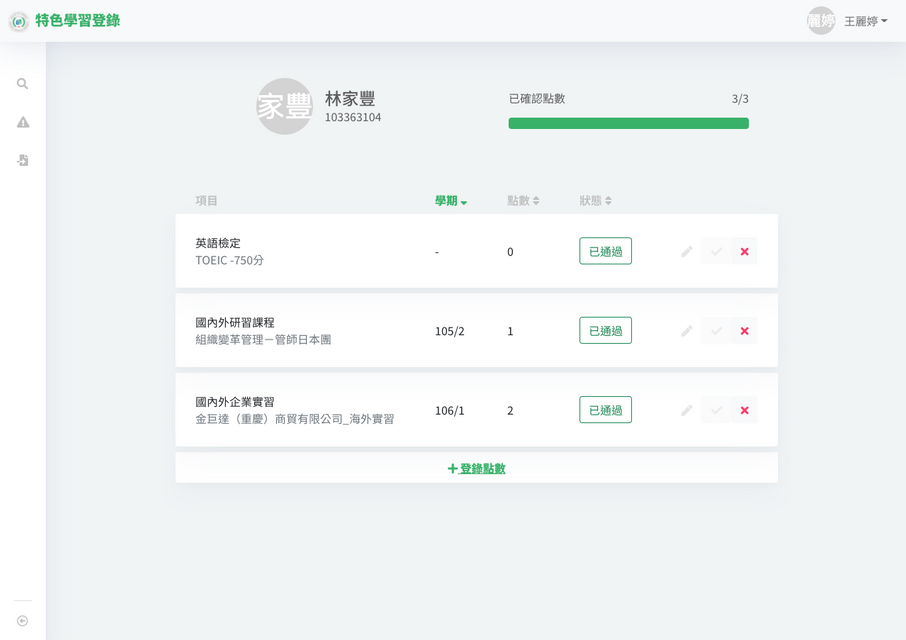 特色學習登錄
麗婷 王麗婷
家豐
林家豐
103363104
已確認點數 3/3
項目 學期 點數 狀態
英語檢定
TOEIC -750分
- 0 已通過
國內外研習課程
組織變革管理－管師日本團
105/2 1 已通過
國內外企業實習
金巨達（重慶）商貿有限公司_海外實習
106/1 2 已通過
登錄點數